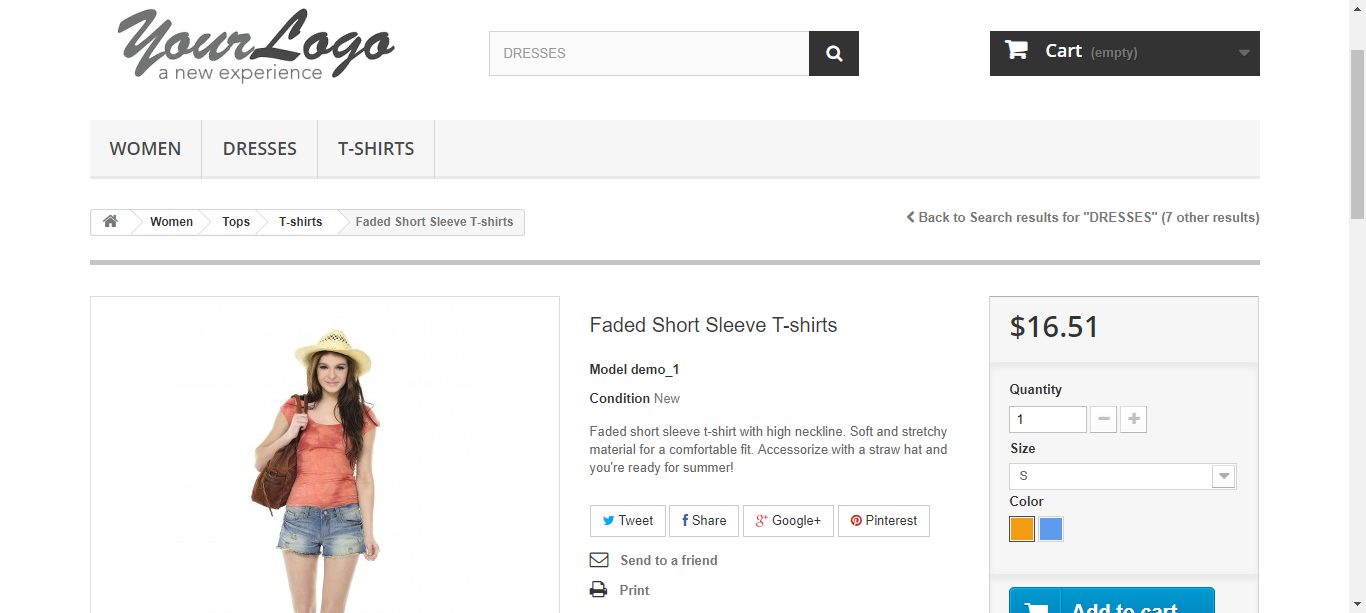 YourLogo
a new experience
DRESSES
Cart (empty)
WOMEN
DRESSES
T-SHIRTS
Women
Tops
T-shirts
Faded Short Sleeve T-shirts
Back to Search results for "DRESSES" (7 other results)
Faded Short Sleeve T-shirts
Model demo_1
Condition New
Faded short sleeve t-shirt with high neckline. Soft and stretchy
material for a comfortable fit. Accessorize with a straw hat and
you're ready for summer!
Tweet
Share
Google+
Pinterest
Send to a friend
Print
$16.51
Quantity
1
Size
S
Color
Add to cart